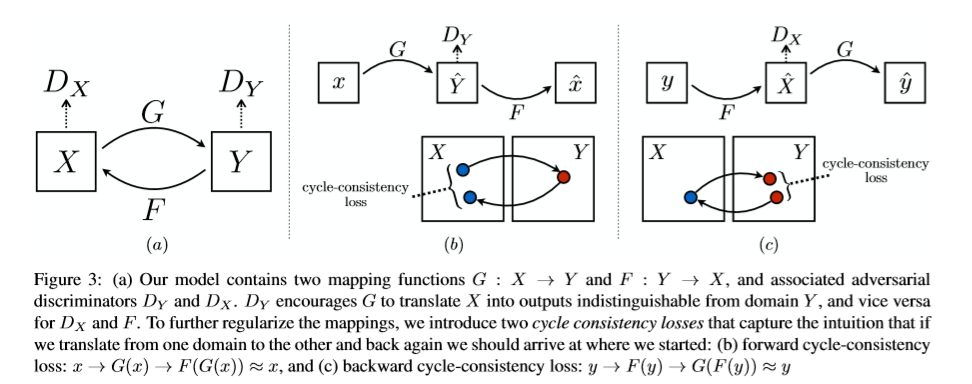 D_X
D_Y
G
X
Y
F
(a)
D_Y
G
x
Ŷ
x̂
F
X
Y
cycle-consistency
loss
(b)
D_X
G
y
X̂
ŷ
F
X
Y
cycle-consistency
loss
(c)
Figure 3: (a) Our model contains two mapping functions G : X → Y and F : Y → X, and associated adversarial
discriminators D_Y and D_X. D_Y encourages G to translate X into outputs indistinguishable from domain Y, and vice versa
for D_X and F. To further regularize the mappings, we introduce two cycle consistency losses that capture the intuition that if
we translate from one domain to the other and back again we should arrive at where we started: (b) forward cycle-consistency
loss: x → G(x) → F(G(x)) ≈ x, and (c) backward cycle-consistency loss: y → F(y) → G(F(y)) ≈ y